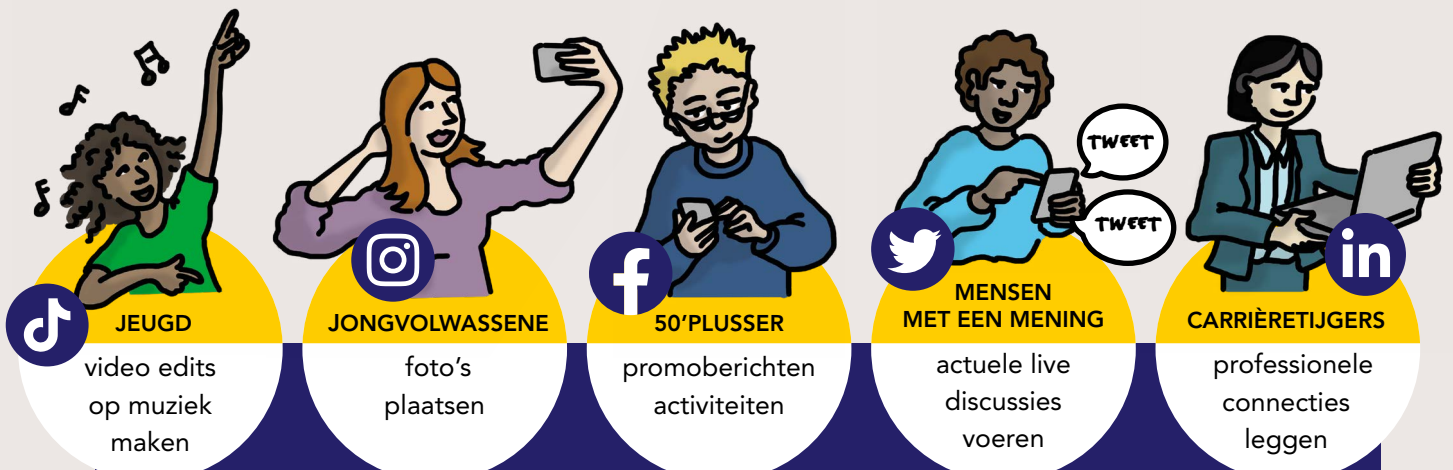 TWEET
TWEET
JEUGD
video edits
op muziek
maken
JONGVOLWASSENE
foto's
plaatsen
50'PLUSSER
promoberichten
activiteiten
MENSEN
MET EEN MENING
actuele live
discussies
voeren
in
CARRIÈRETIJGERS
professionele
connecties
leggen